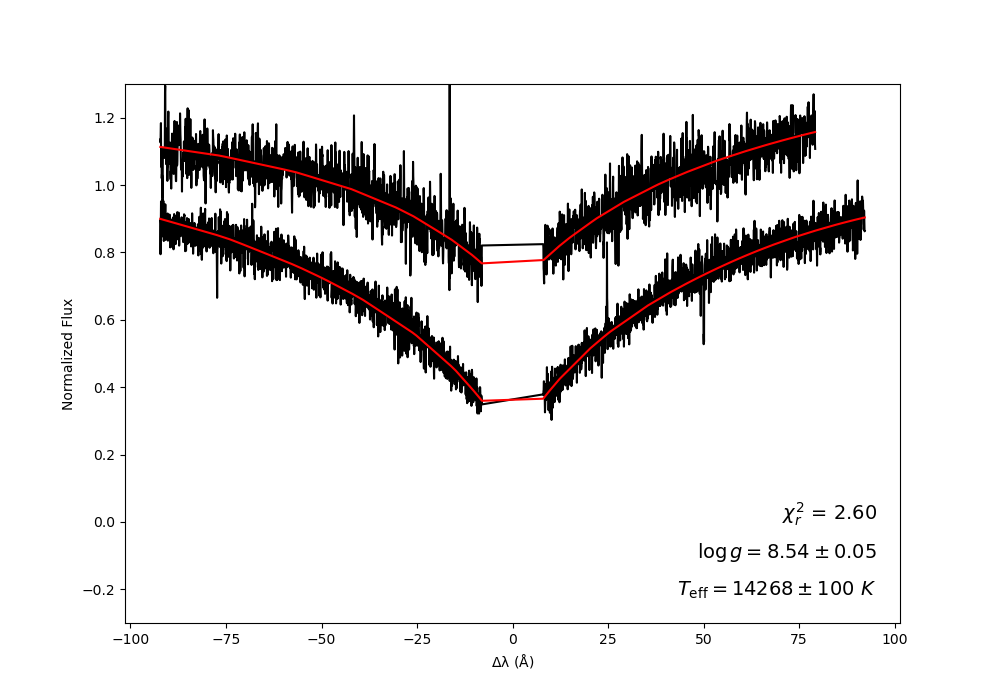 1.2
1.0
0.8
0.6
0.4
0.2
0.0
−0.2
Normalized Flux
χ²ᵣ = 2.60
log g = 8.54 ± 0.05
T_eff = 14268 ± 100 K
−100 −75 −50 −25 0 25 50 75 100
Δλ (Å)